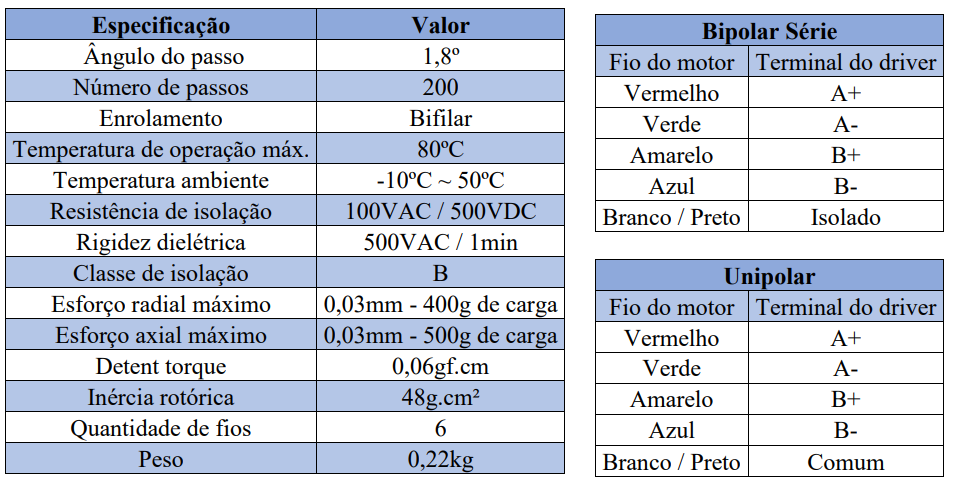 Especificação Valor
Ângulo do passo 1,8º
Número de passos 200
Enrolamento Bifilar
Temperatura de operação máx. 80ºC
Temperatura ambiente -10ºC ~ 50ºC
Resistência de isolação 100VAC / 500VDC
Rigidez dielétrica 500VAC / 1min
Classe de isolação B
Esforço radial máximo 0,03mm - 400g de carga
Esforço axial máximo 0,03mm - 500g de carga
Detent torque 0,06gf.cm
Inércia rotórica 48g.cm²
Quantidade de fios 6
Peso 0,22kg
Bipolar Série
Fio do motor Terminal do driver
Vermelho A+
Verde A-
Amarelo B+
Azul B-
Branco / Preto Isolado
Unipolar
Fio do motor Terminal do driver
Vermelho A+
Verde A-
Amarelo B+
Azul B-
Branco / Preto Comum